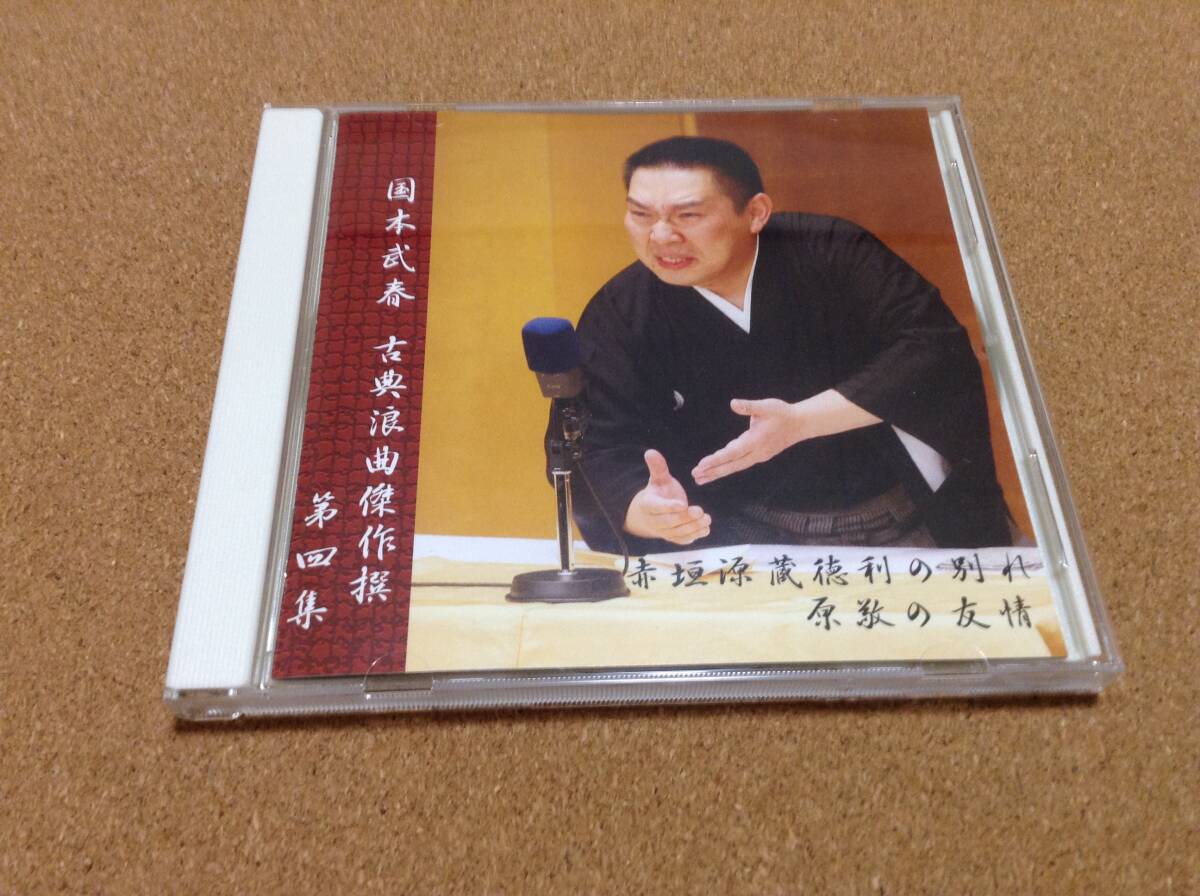 国本武春 古典浪曲傑作撰
第四集
赤垣源蔵徳利の別れ
原敬の友情